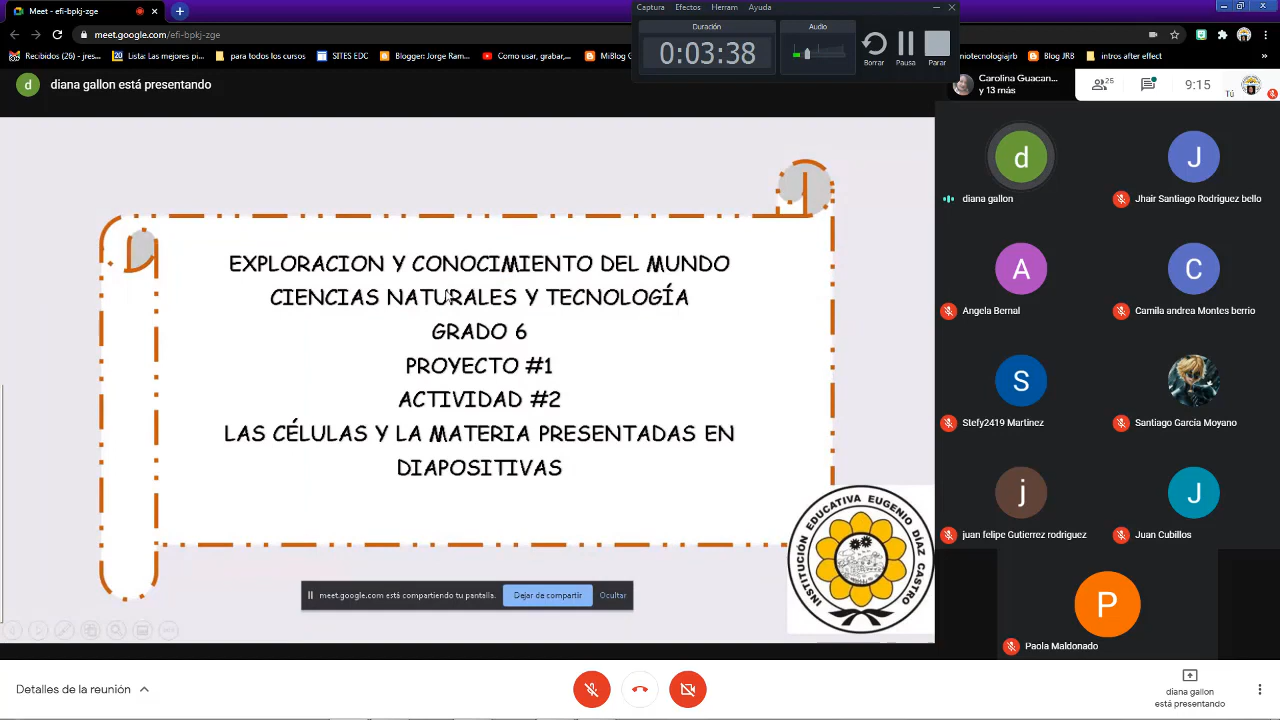 Meet - efi-bpkj-zge
Captura Efectos Herram Ayuda
Duración
0:03:38
Audio
Borrar Pausa Parar
meet.google.com/efi-bpkj-zge
Recibidos (26) -
Lista: Las mejores
para todos los cursos
SITES EDC
Blogger: Jorge Ram...
Como usar, grabar,...
MiBlog
niotecnologiajrb
Blog JRB
intros after effect
d diana gallon está presentando
Carolina Guacan...
y 13 más
25
9:15
Tú
EXPLORACION Y CONOCIMIENTO DEL MUNDO
CIENCIAS NATURALES Y TECNOLOGÍA
GRADO 6
PROYECTO #1
ACTIVIDAD #2
LAS CÉLULAS Y LA MATERIA PRESENTADAS EN
DIAPOSITIVAS
INSTITUCIÓN EDUCATIVA EUGENIO DÍAZ CASTRO
meet.google.com está compartiendo tu pantalla. Dejar de compartir Ocultar
d
diana gallon
J
Jhair Santiago Rodríguez bello
A
Angela Bernal
C
Camila andrea Montes berrio
S
Stefy2419 Martinez
Santiago García Moyano
j
juan felipe Gutierrez rodriguez
J
Juan Cubillos
P
Paola Maldonado
Detalles de la reunión
diana gallon
está presentando